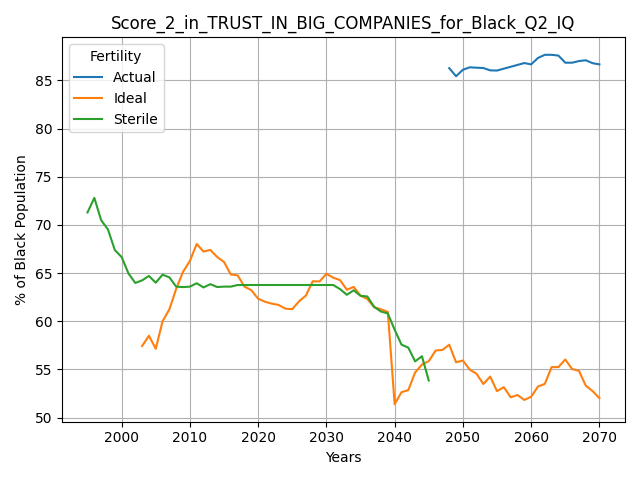 Score_2_in_TRUST_IN_BIG_COMPANIES_for_Black_Q2_IQ
Fertility
Actual
Ideal
Sterile
% of Black Population
85
80
75
70
65
60
55
50
2000 2010 2020 2030 2040 2050 2060 2070
Years